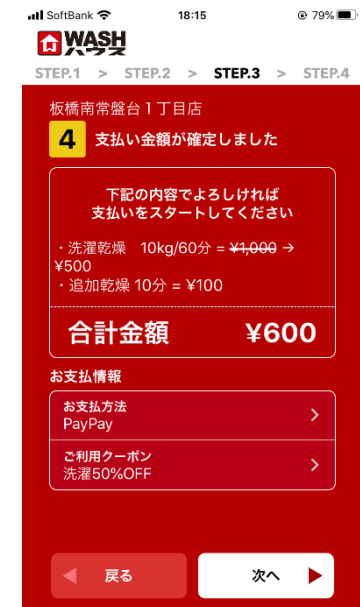 SoftBank 18:15 79%
WASH
ハウス
STEP.1 > STEP.2 > STEP.3 > STEP.4
板橋南常盤台1丁目店
4 支払い金額が確定しました
下記の内容でよろしければ
支払いをスタートしてください
・洗濯乾燥 10kg/60分 = ¥1,000 →
¥500
・追加乾燥 10分 = ¥100
合計金額 ¥600
お支払情報
お支払方法
PayPay
ご利用クーポン
洗濯50%OFF
戻る 次へ